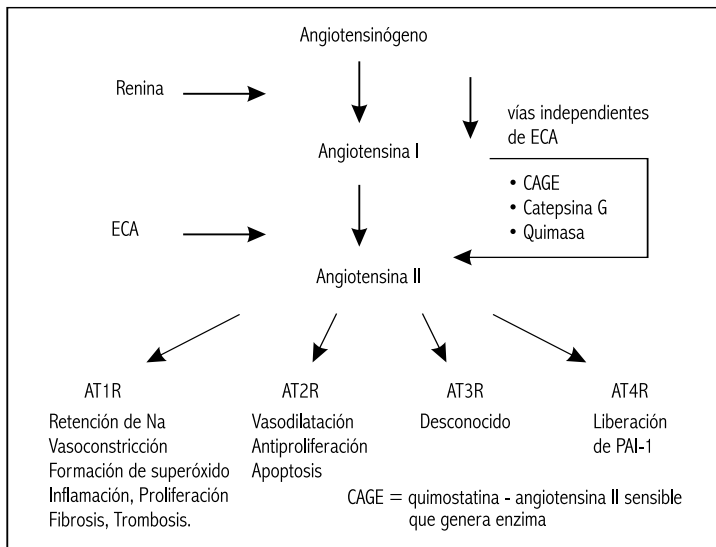 Angiotensinógeno
Renina
vías independientes
de ECA
Angiotensina I
• CAGE
• Catepsina G
• Quimasa
ECA
Angiotensina II
AT1R
Retención de Na
Vasoconstricción
Formación de superóxido
Inflamación, Proliferación
Fibrosis, Trombosis.
AT2R
Vasodilatación
Antiproliferación
Apoptosis
AT3R
Desconocido
AT4R
Liberación
de PAI-1
CAGE = quimostatina - angiotensina II sensible
que genera enzima